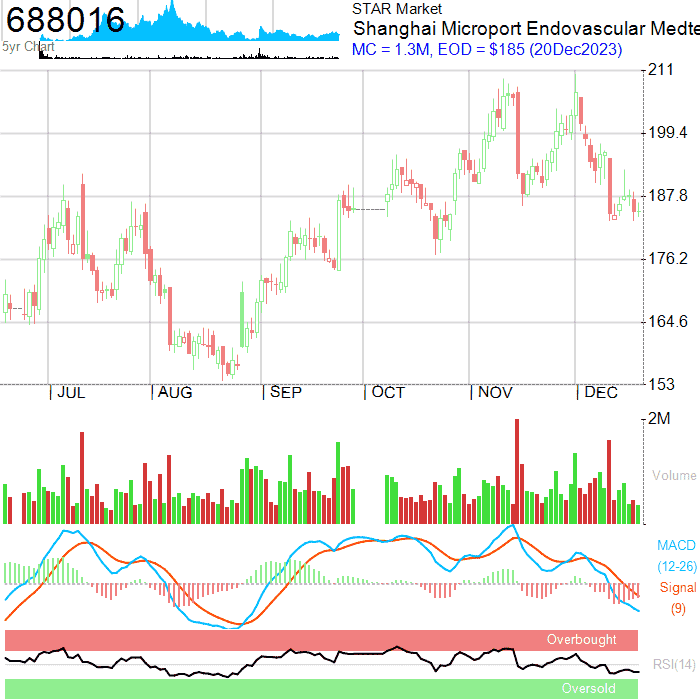 688016
5yr Chart
STAR Market
Shanghai Microport Endovascular Medte
MC = 1.3M, EOD = $185 (20Dec2023)
211
199.4
187.8
176.2
164.6
153
JUL AUG SEP OCT NOV DEC
2M
Volume
MACD
(12-26)
Signal
(9)
Overbought
RSI(14)
Oversold